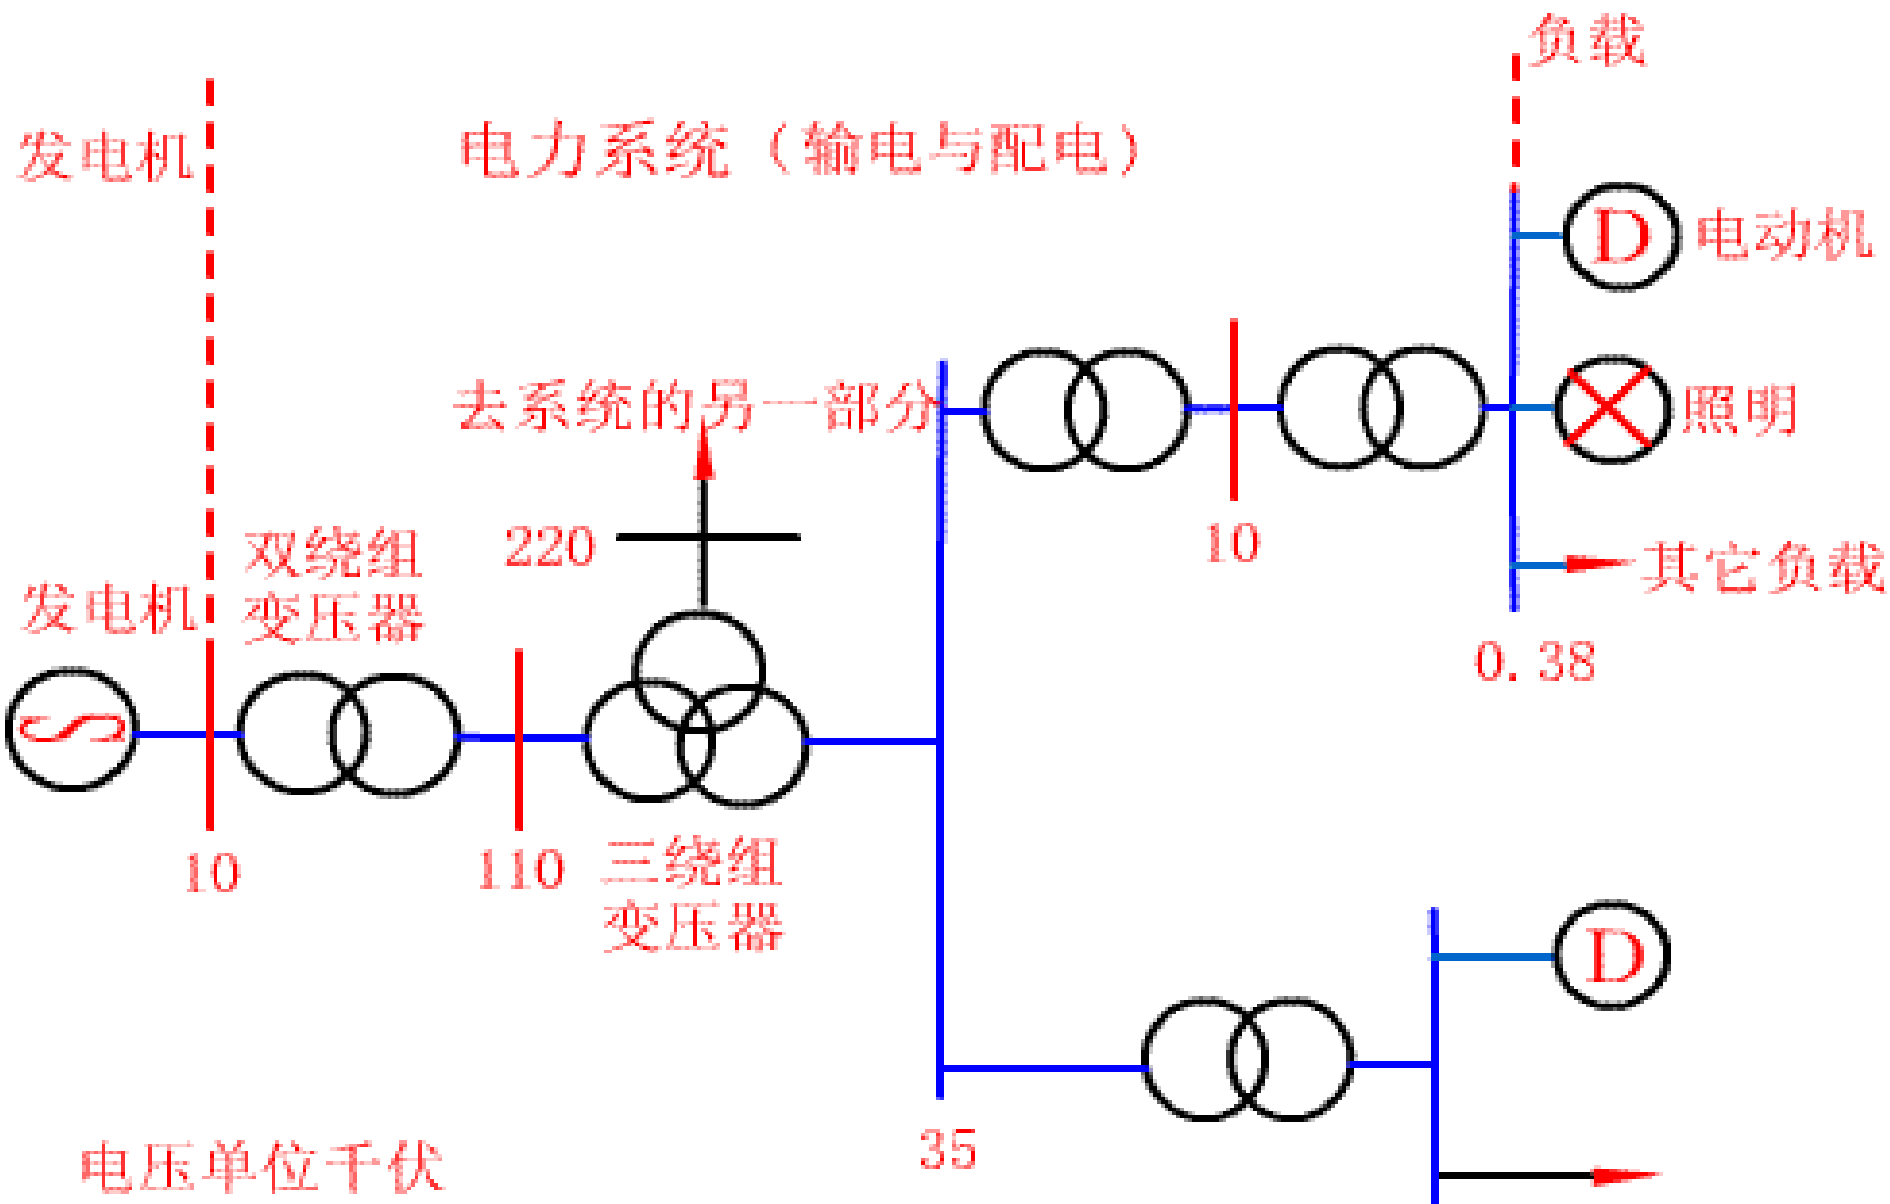 负载
发电机
电力系统（输电与配电）
D
电动机
去系统的另一部分
照明
220
双绕组
变压器
10
其它负载
发电机
0.38
10
110
三绕组
变压器
D
35
电压单位千伏